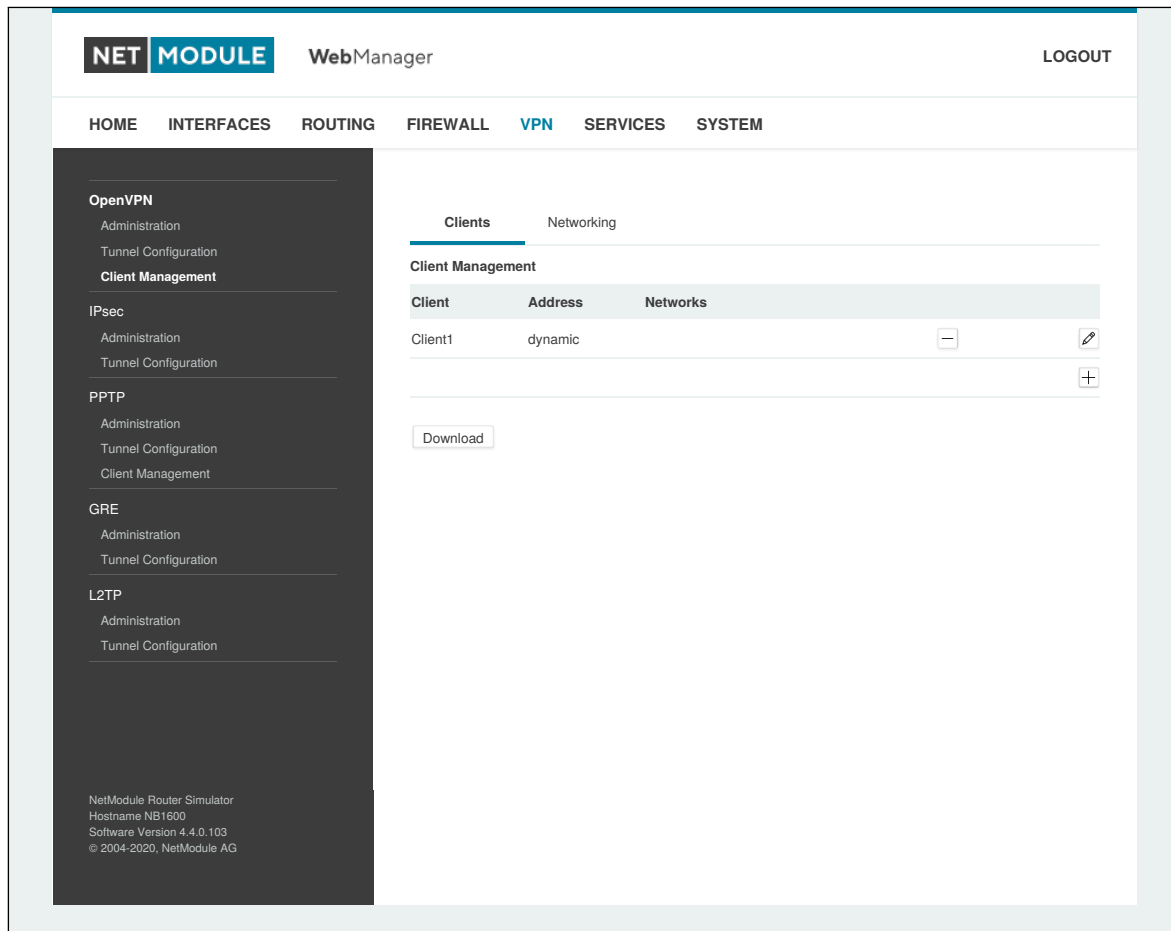 NET MODULE WebManager LOGOUT
HOME INTERFACES ROUTING FIREWALL VPN SERVICES SYSTEM
OpenVPN
Administration
Tunnel Configuration
Client Management
IPsec
Administration
Tunnel Configuration
PPTP
Administration
Tunnel Configuration
Client Management
GRE
Administration
Tunnel Configuration
L2TP
Administration
Tunnel Configuration
NetModule Router Simulator
Hostname NB1600
Software Version 4.4.0.103
© 2004-2020, NetModule AG
Clients Networking
Client Management
Client Address Networks
Client1 dynamic
Download